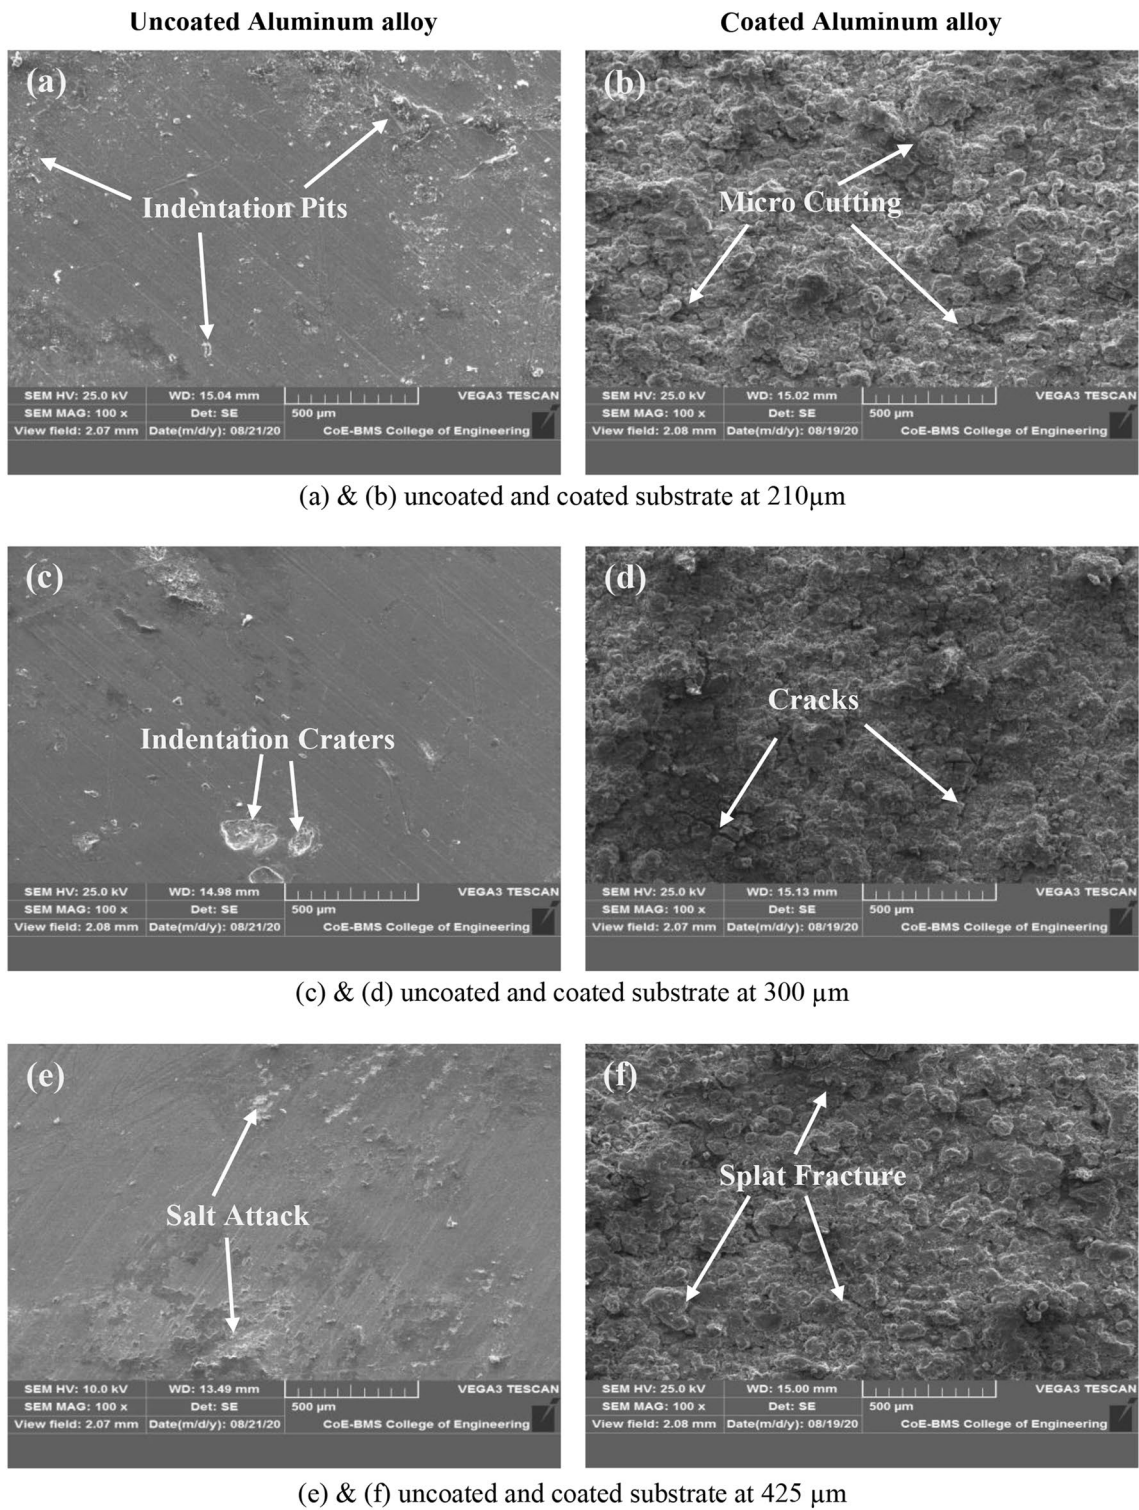 Uncoated Aluminum alloy
Coated Aluminum alloy
(a)
Indentation Pits
SEM HV: 25.0 kV WD: 15.04 mm VEGA3 TESCAN
SEM MAG: 100 x Det: SE 500 µm
View field: 2.07 mm Date(m/d/y): 08/21/20 CoE-BMS College of Engineering
(b)
Micro Cutting
SEM HV: 25.0 kV WD: 15.02 mm VEGA3 TESCAN
SEM MAG: 100 x Det: SE 500 µm
View field: 2.08 mm Date(m/d/y): 08/19/20 CoE-BMS College of Engineering
(a) & (b) uncoated and coated substrate at 210µm
(c)
Indentation Craters
SEM HV: 25.0 kV WD: 14.98 mm VEGA3 TESCAN
SEM MAG: 100 x Det: SE 500 µm
View field: 2.08 mm Date(m/d/y): 08/21/20 CoE-BMS College of Engineering
(d)
Cracks
SEM HV: 25.0 kV WD: 15.13 mm VEGA3 TESCAN
SEM MAG: 100 x Det: SE 500 µm
View field: 2.07 mm Date(m/d/y): 08/19/20 CoE-BMS College of Engineering
(c) & (d) uncoated and coated substrate at 300 µm
(e)
Salt Attack
SEM HV: 10.0 kV WD: 13.49 mm VEGA3 TESCAN
SEM MAG: 100 x Det: SE 500 µm
View field: 2.07 mm Date(m/d/y): 08/21/20 CoE-BMS College of Engineering
(f)
Splat Fracture
SEM HV: 25.0 kV WD: 15.00 mm VEGA3 TESCAN
SEM MAG: 100 x Det: SE 500 µm
View field: 2.08 mm Date(m/d/y): 08/19/20 CoE-BMS College of Engineering
(e) & (f) uncoated and coated substrate at 425 µm